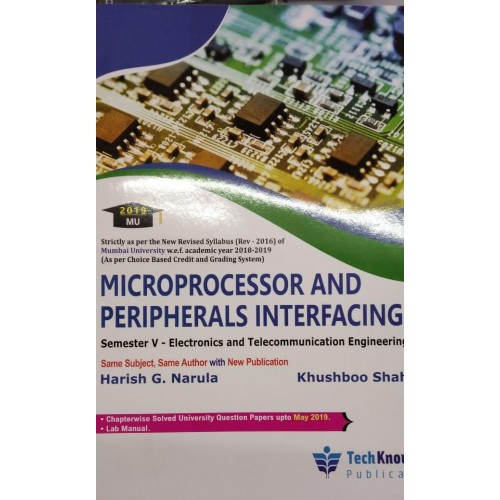 2019
MU
Strictly as per the New Revised Syllabus (Rev - 2016) of
Mumbai University w.e.f. academic year 2018-2019
(As per Choice Based Credit and Grading System)
MICROPROCESSOR AND
PERIPHERALS INTERFACING
Semester V - Electronics and Telecommunication Engineering
Same Subject, Same Author with New Publication
Harish G. Narula Khushboo Shah
• Chapterwise Solved University Question Papers upto May 2019.
• Lab Manual.
TechKnow
Publica